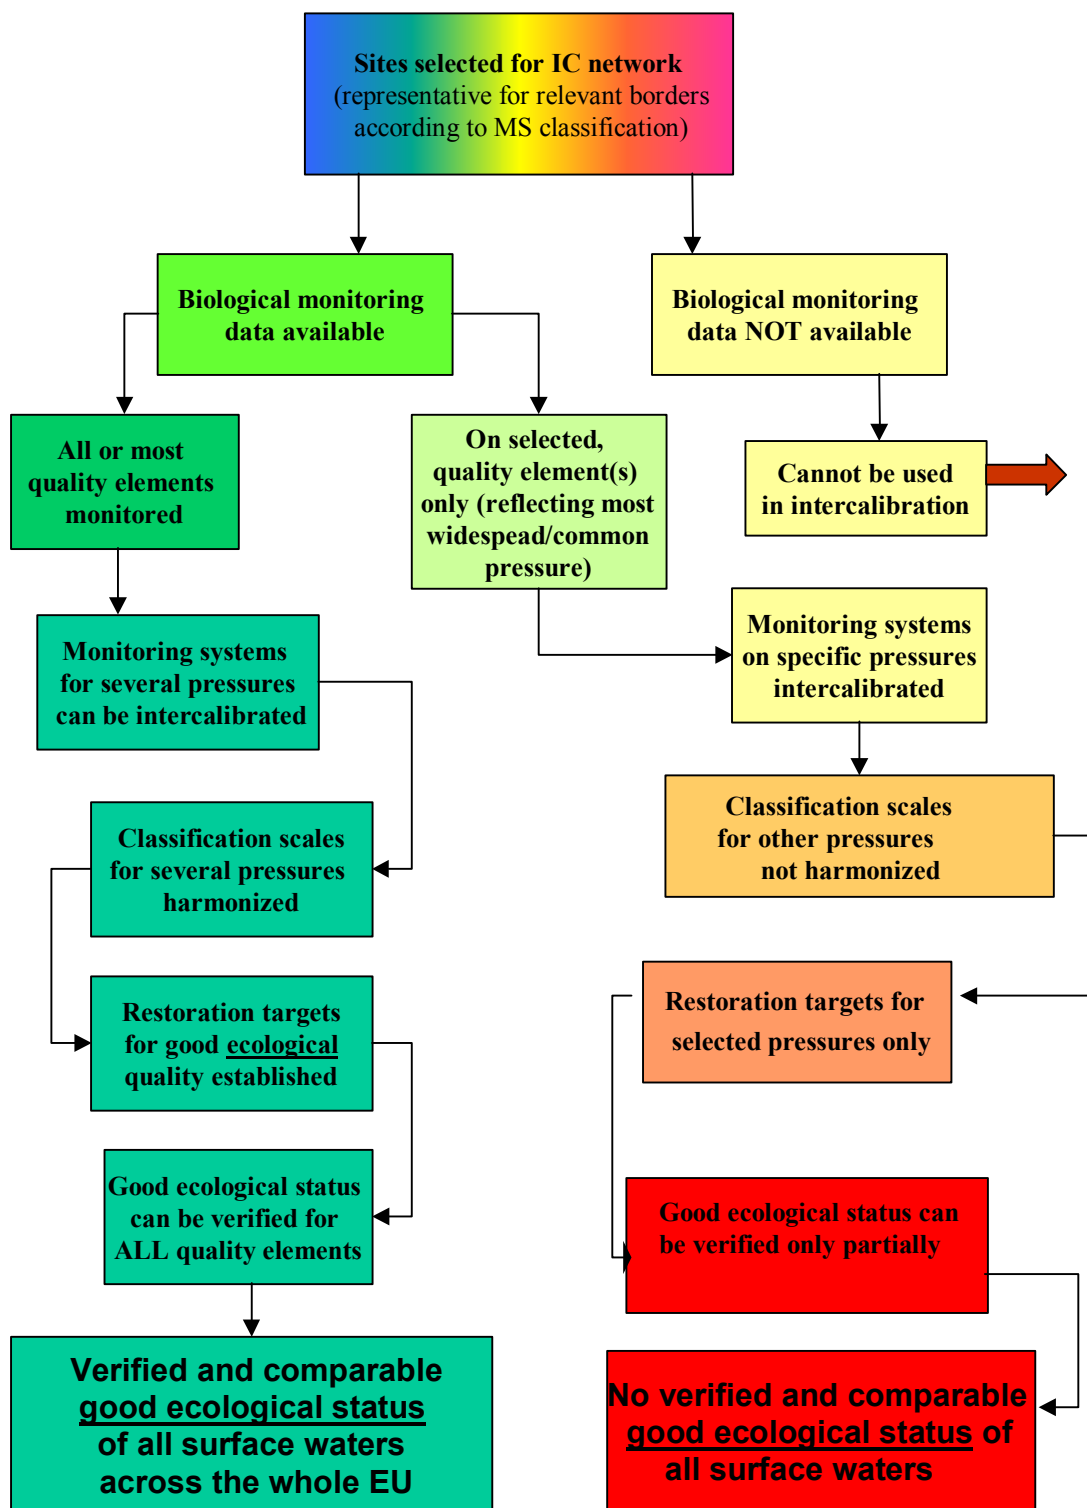 Sites selected for IC network
(representative for relevant borders
according to MS classification)
Biological monitoring
data available
Biological monitoring
data NOT available
All or most
quality elements
monitored
On selected,
quality element(s)
only (reflecting most
widespead/common
pressure)
Cannot be used
in intercalibration
Monitoring systems
for several pressures
can be intercalibrated
Monitoring systems
on specific pressures
intercalibrated
Classification scales
for several pressures
harmonized
Classification scales
for other pressures
not harmonized
Restoration targets
for good ecological
quality established
Restoration targets for
selected pressures only
Good ecological status
can be verified for
ALL quality elements
Good ecological status can
be verified only partially
Verified and comparable
good ecological status
of all surface waters
across the whole EU
No verified and comparable
good ecological status of
all surface waters